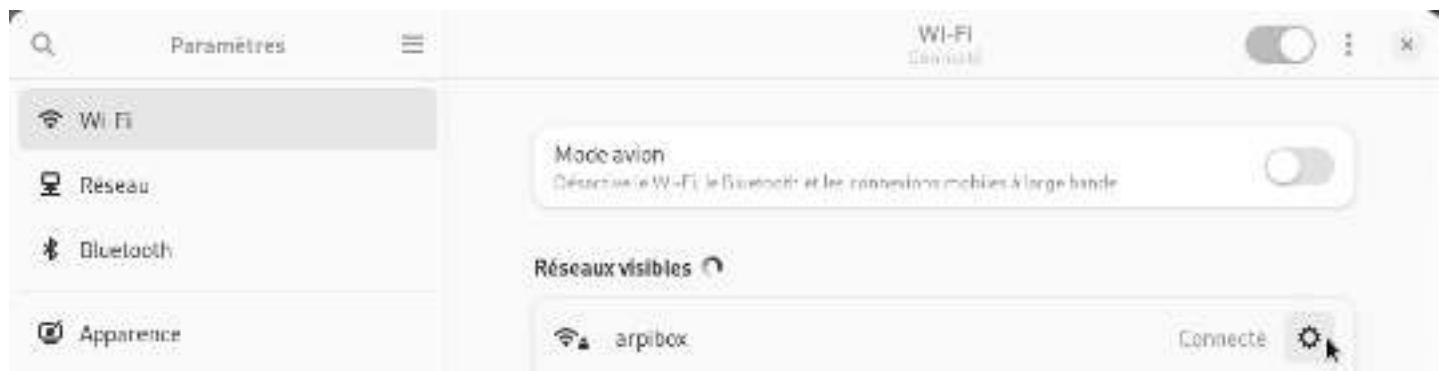 Paramètres
Wi-Fi
Connecté
Wi-Fi
Réseau
Bluetooth
Apparence
Mode avion
Désactive le Wi-Fi, le Bluetooth et les connexions mobiles à large bande
Réseaux visibles
arpibox
Connecté